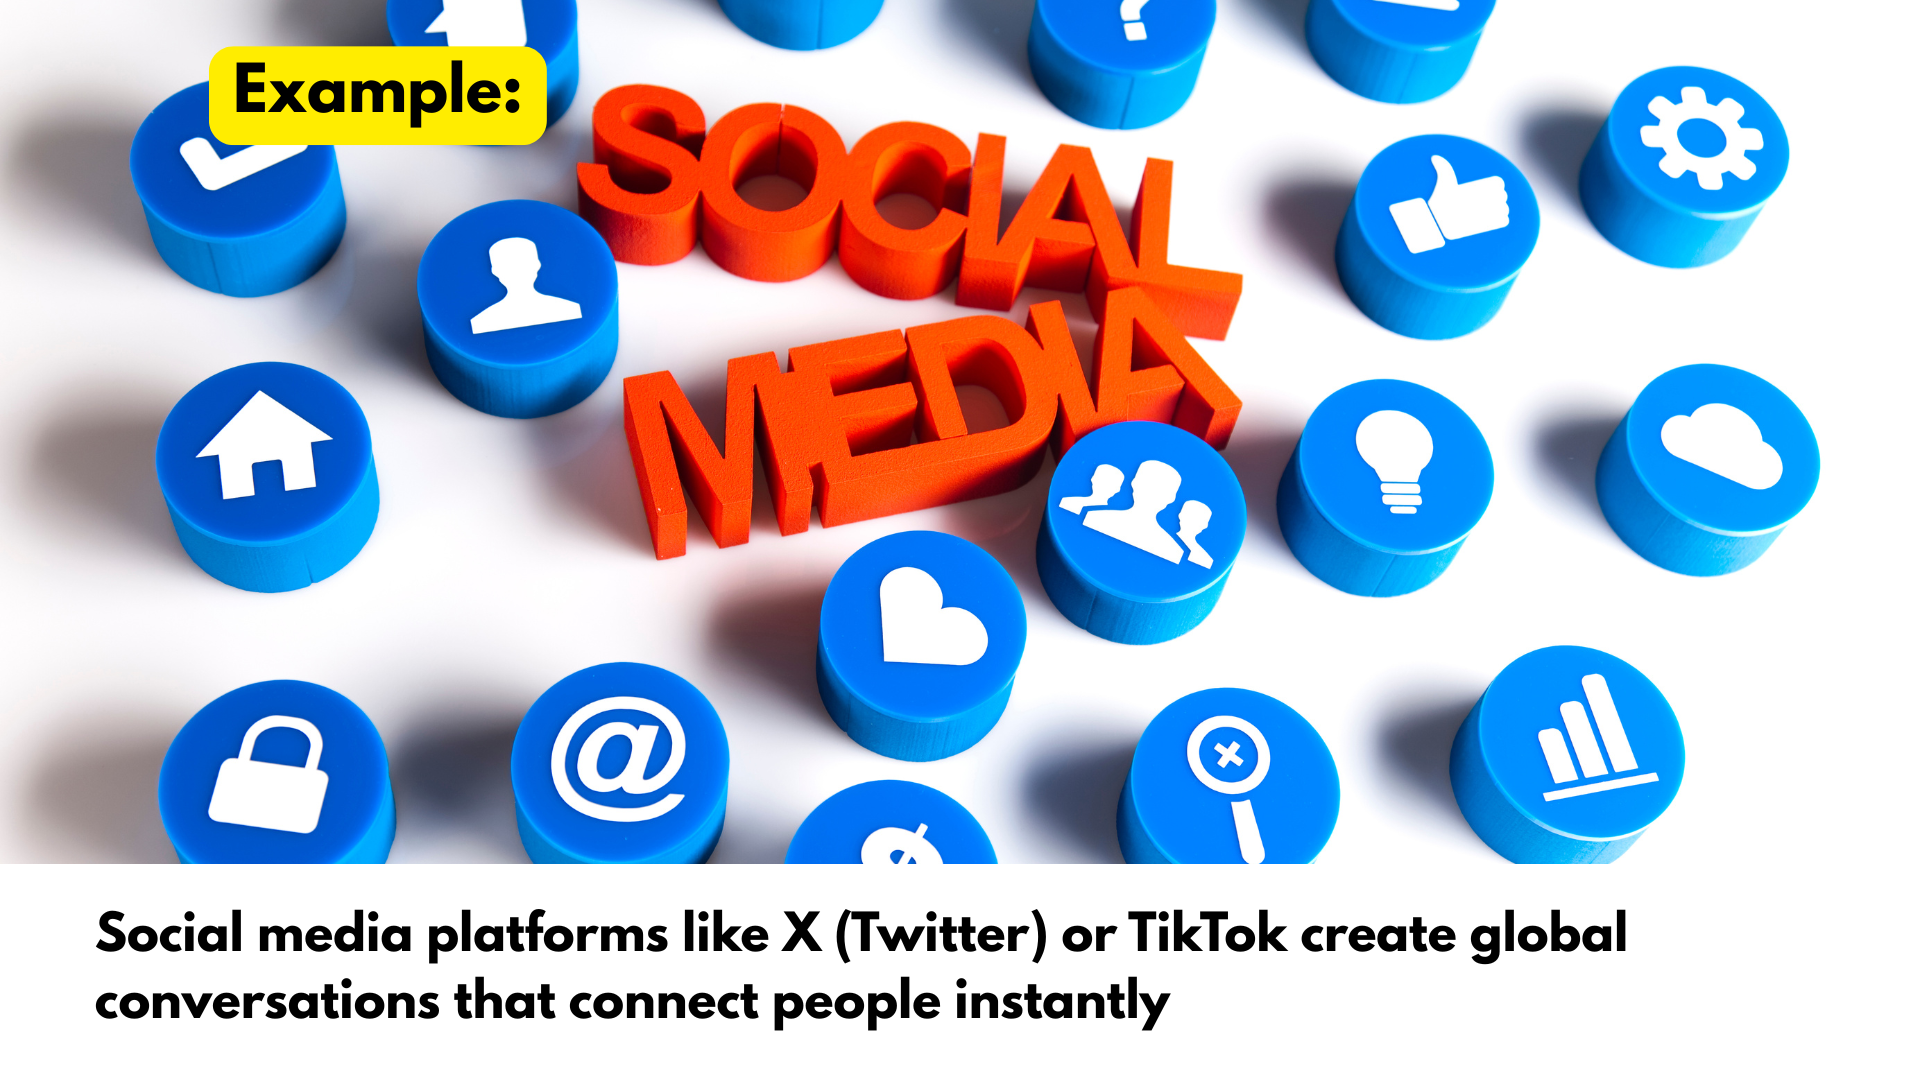 Example:
SOCIAL
MEDIA
@
Social media platforms like X (Twitter) or TikTok create global
conversations that connect people instantly